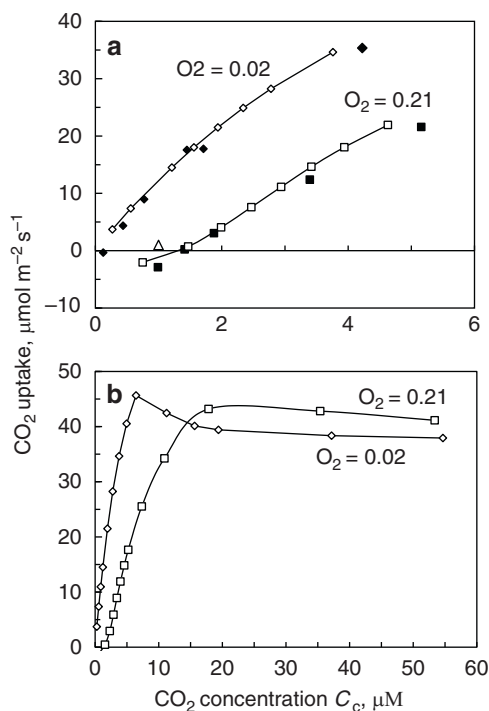 CO₂ uptake, μmol m⁻² s⁻¹
40
a
O2 = 0.02
30
O₂ = 0.21
20
10
0
−10
0
2
4
6
50
b
O₂ = 0.21
40
O₂ = 0.02
30
20
10
0
0
10
20
30
40
50
60
CO₂ concentration Cc, μM